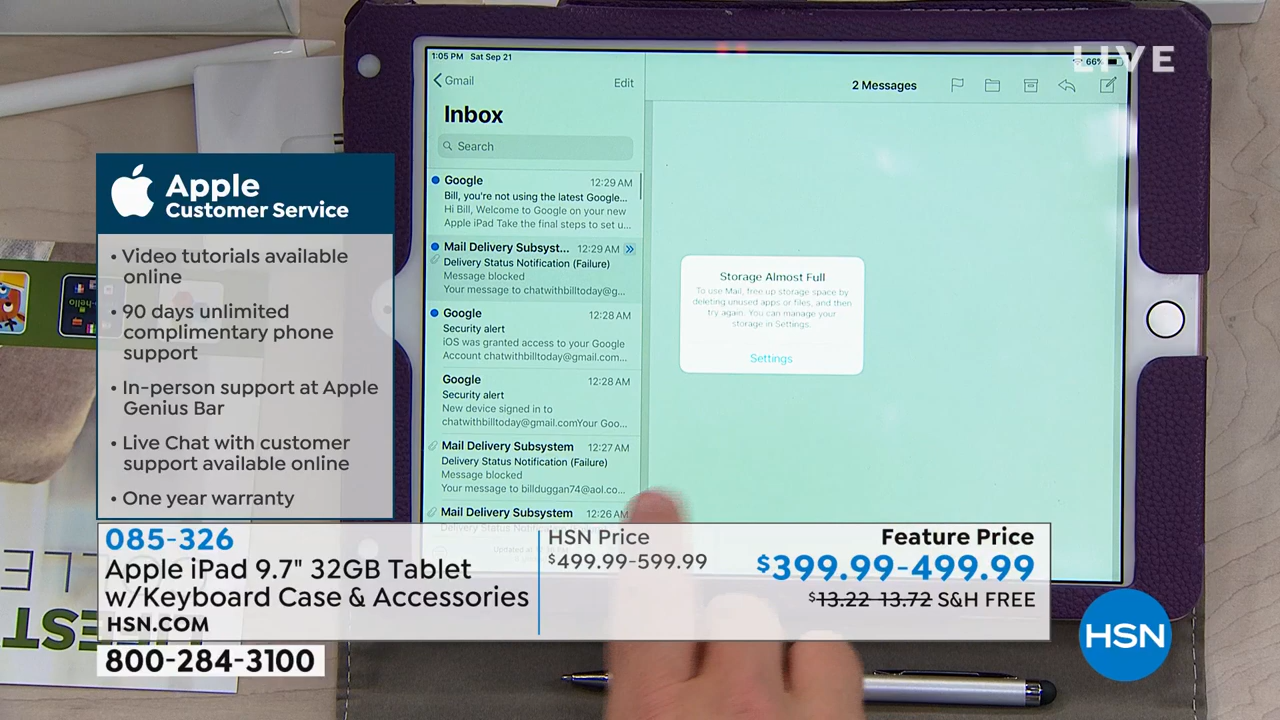 1:05 PM Sat Sep 21
66%
LIVE
Gmail
Edit
Inbox
Search
Google 12:29 AM
Bill, you're not using the latest Google...
Hi Bill, Welcome to Google on your new
Apple iPad Take the final steps to set u...
Mail Delivery Subsyst... 12:29 AM
Delivery Status Notification (Failure)
Message blocked
Your message to chatwithbilltoday@g...
Google 12:28 AM
Security alert
iOS was granted access to your Google
Account chatwithbilltoday@gmail.com...
Google 12:28 AM
Security alert
New device signed in to
chatwithbilltoday@gmail.comYour Goo...
Mail Delivery Subsystem 12:27 AM
Delivery Status Notification (Failure)
Message blocked
Your message to billduggan74@aol.co...
Mail Delivery Subsystem 12:26 AM
Delivery Status Notification (Failure)
2 Messages
Storage Almost Full
To use Mail, free up storage space by
deleting unused apps or files, and then
try again. You can manage your
storage in Settings.
Settings
Apple
Customer Service
• Video tutorials available
online
• 90 days unlimited
complimentary phone
support
• In-person support at Apple
Genius Bar
• Live Chat with customer
support available online
• One year warranty
085-326
Apple iPad 9.7" 32GB Tablet
w/Keyboard Case & Accessories
HSN.COM
800-284-3100
HSN Price
$499.99-599.99
Feature Price
$399.99-499.99
$13.22-13.72 S&H FREE
HSN